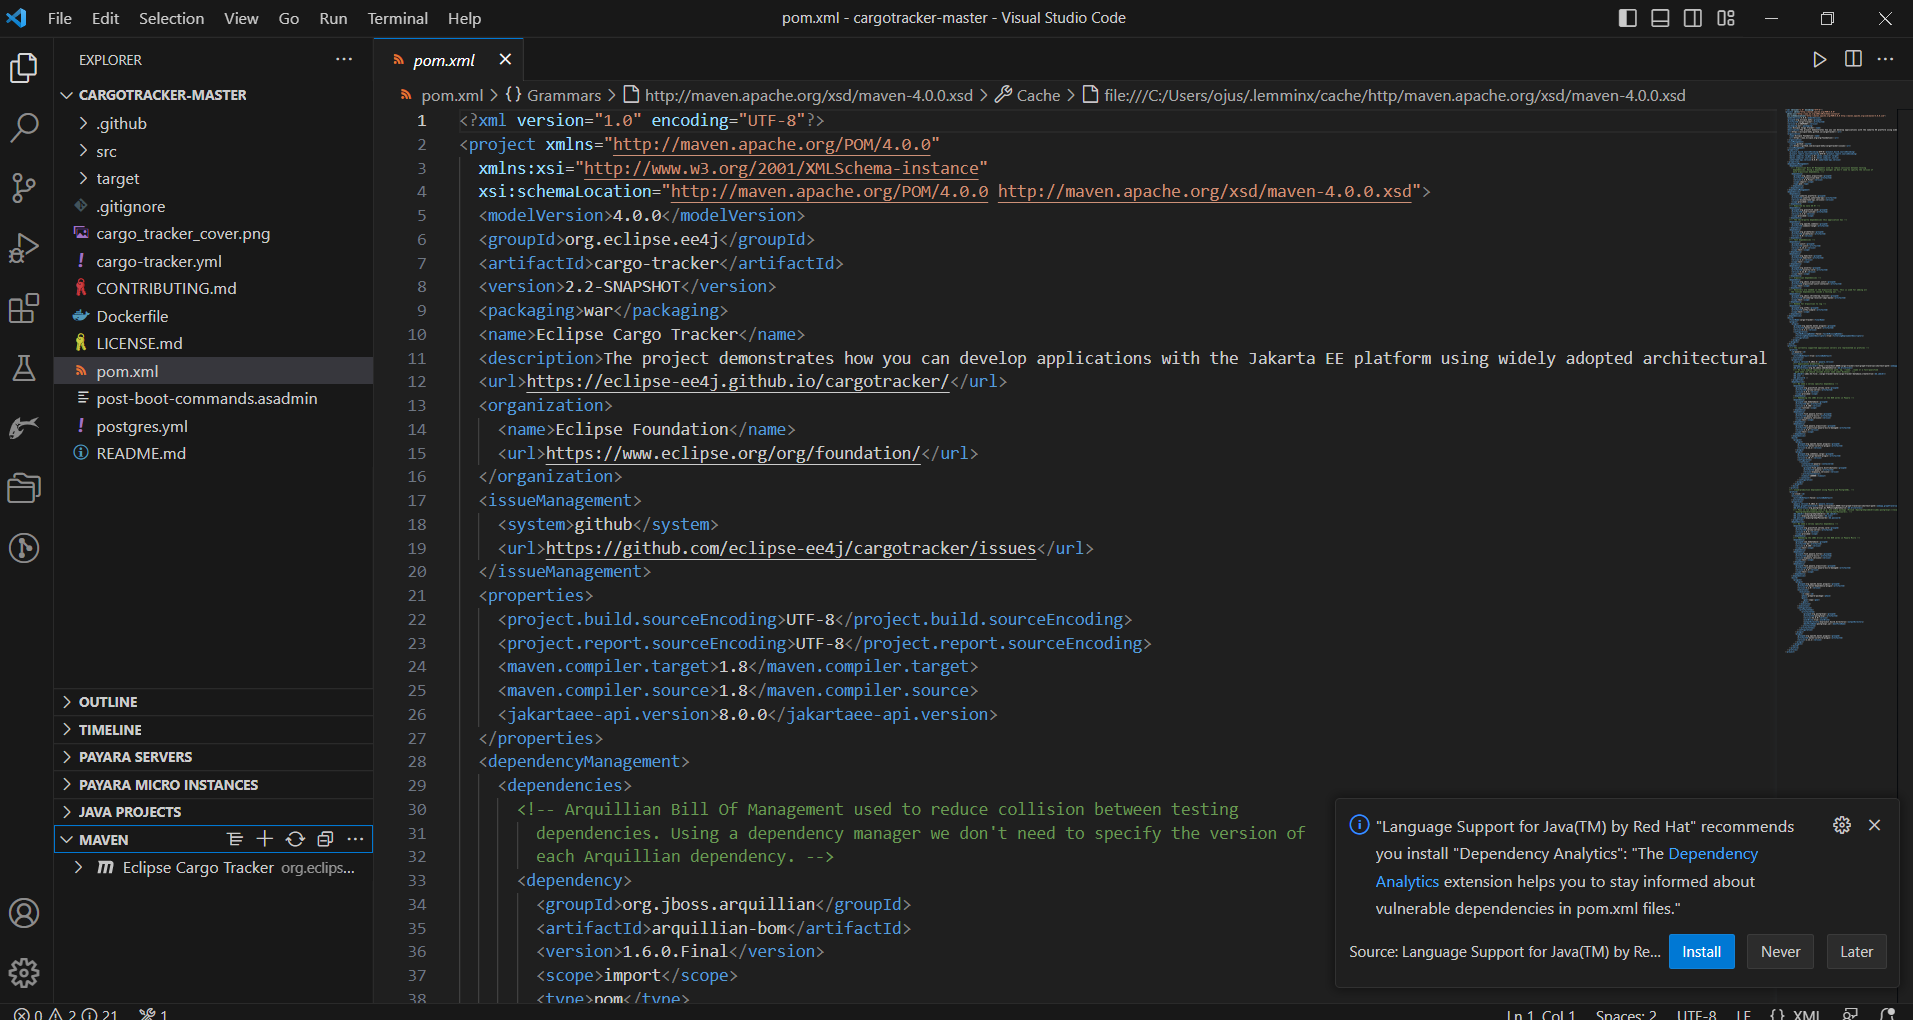 File Edit Selection View Go Run Terminal Help
pom.xml - cargotracker-master - Visual Studio Code
EXPLORER
CARGOTRACKER-MASTER
.github
src
target
.gitignore
cargo_tracker_cover.png
cargo-tracker.yml
CONTRIBUTING.md
Dockerfile
LICENSE.md
pom.xml
post-boot-commands.asadmin
postgres.yml
README.md
OUTLINE
TIMELINE
PAYARA SERVERS
PAYARA MICRO INSTANCES
JAVA PROJECTS
MAVEN
Eclipse Cargo Tracker org.eclips...
pom.xml
pom.xml > {} Grammars > http://maven.apache.org/xsd/maven-4.0.0.xsd > Cache > file:///C:/Users/ojus/.lemminx/cache/http/maven.apache.org/xsd/maven-4.0.0.xsd
1 <?xml version="1.0" encoding="UTF-8"?>
2 <project xmlns="http://maven.apache.org/POM/4.0.0"
3 xmlns:xsi="http://www.w3.org/2001/XMLSchema-instance"
4 xsi:schemaLocation="http://maven.apache.org/POM/4.0.0 http://maven.apache.org/xsd/maven-4.0.0.xsd">
5 <modelVersion>4.0.0</modelVersion>
6 <groupId>org.eclipse.ee4j</groupId>
7 <artifactId>cargo-tracker</artifactId>
8 <version>2.2-SNAPSHOT</version>
9 <packaging>war</packaging>
10 <name>Eclipse Cargo Tracker</name>
11 <description>The project demonstrates how you can develop applications with the Jakarta EE platform using widely adopted architectural
12 <url>https://eclipse-ee4j.github.io/cargotracker/</url>
13 <organization>
14 <name>Eclipse Foundation</name>
15 <url>https://www.eclipse.org/org/foundation/</url>
16 </organization>
17 <issueManagement>
18 <system>github</system>
19 <url>https://github.com/eclipse-ee4j/cargotracker/issues</url>
20 </issueManagement>
21 <properties>
22 <project.build.sourceEncoding>UTF-8</project.build.sourceEncoding>
23 <project.report.sourceEncoding>UTF-8</project.report.sourceEncoding>
24 <maven.compiler.target>1.8</maven.compiler.target>
25 <maven.compiler.source>1.8</maven.compiler.source>
26 <jakartaee-api.version>8.0.0</jakartaee-api.version>
27 </properties>
28 <dependencyManagement>
29 <dependencies>
30 <!-- Arquillian Bill Of Management used to reduce collision between testing
31 dependencies. Using a dependency manager we don't need to specify the version of
32 each Arquillian dependency. -->
33 <dependency>
34 <groupId>org.jboss.arquillian</groupId>
35 <artifactId>arquillian-bom</artifactId>
36 <version>1.6.0.Final</version>
37 <scope>import</scope>
38 <type>pom</type>
"Language Support for Java(TM) by Red Hat" recommends
you install "Dependency Analytics": "The Dependency
Analytics extension helps you to stay informed about
vulnerable dependencies in pom.xml files."
Source: Language Support for Java(TM) by Re... Install Never Later
0 2 21 1
Ln 1, Col 1 Spaces: 2 UTF-8 LF {} XML